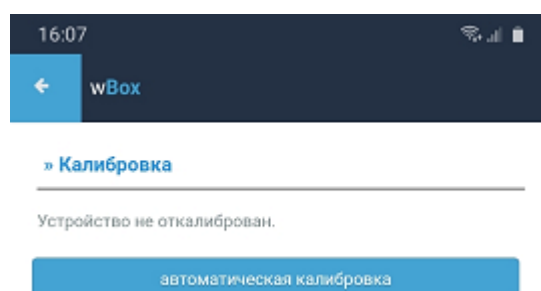 16:07
wBox
» Калибровка
Устройство не откалиброван.
автоматическая калибровка